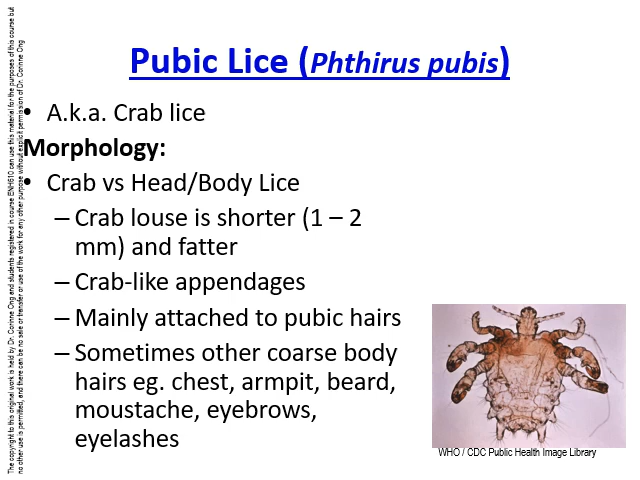 The copyright to this original work is held by Dr. Corinne Ong and students registered in course ENH610 can use this material for the purposes of this course but
no other use is permitted, and there can be no sale or transfer or use of the work for any other purpose without explicit permission of Dr. Corinne Ong
Pubic Lice (Phthirus pubis)
• A.k.a. Crab lice
Morphology:
• Crab vs Head/Body Lice
– Crab louse is shorter (1 – 2
mm) and fatter
– Crab-like appendages
– Mainly attached to pubic hairs
– Sometimes other coarse body
hairs eg. chest, armpit, beard,
moustache, eyebrows,
eyelashes
WHO / CDC Public Health Image Library